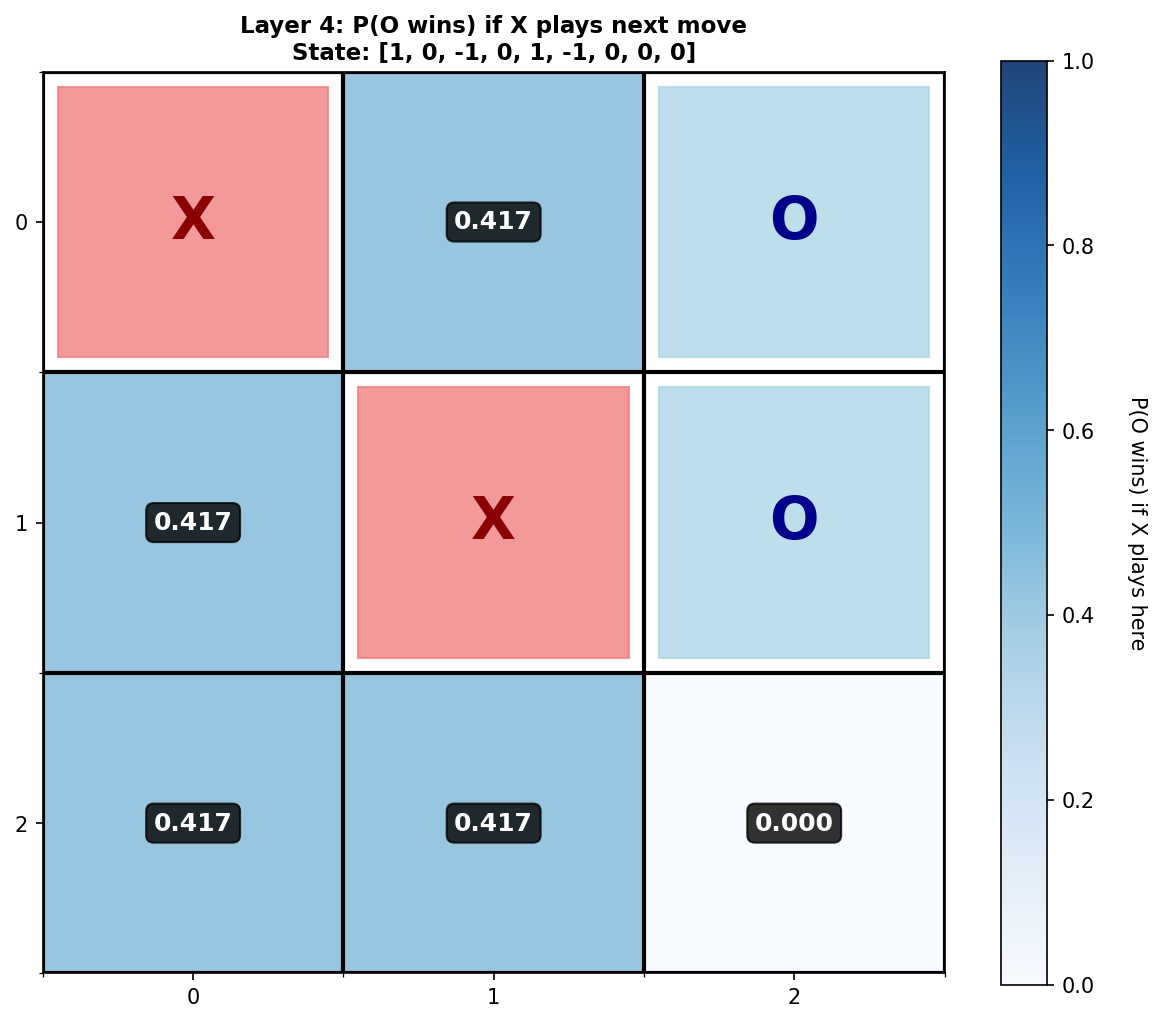 Layer 4: P(O wins) if X plays next move
State: [1, 0, -1, 0, 1, -1, 0, 0, 0]
0
X
0.417
O
1
0.417
X
O
2
0.417
0.417
0.000
0
1
2
1.0
0.8
0.6
0.4
0.2
0.0
P(O wins) if X plays here